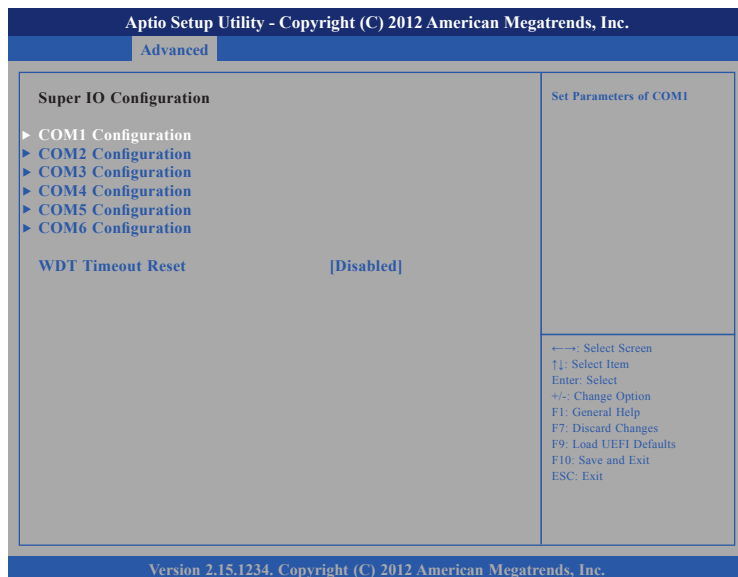 Aptio Setup Utility - Copyright (C) 2012 American Megatrends, Inc.
Advanced
Super IO Configuration
▶ COM1 Configuration
▶ COM2 Configuration
▶ COM3 Configuration
▶ COM4 Configuration
▶ COM5 Configuration
▶ COM6 Configuration
WDT Timeout Reset [Disabled]
Set Parameters of COM1
←→: Select Screen
↑↓: Select Item
Enter: Select
+/-: Change Option
F1: General Help
F7: Discard Changes
F9: Load UEFI Defaults
F10: Save and Exit
ESC: Exit
Version 2.15.1234. Copyright (C) 2012 American Megatrends, Inc.